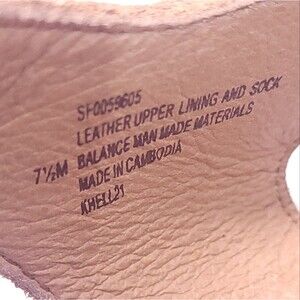 SF0059605
LEATHER UPPER LINING AND SOCK
BALANCE MAN MADE MATERIALS
7½M MADE IN CAMBODIA
KHELL21